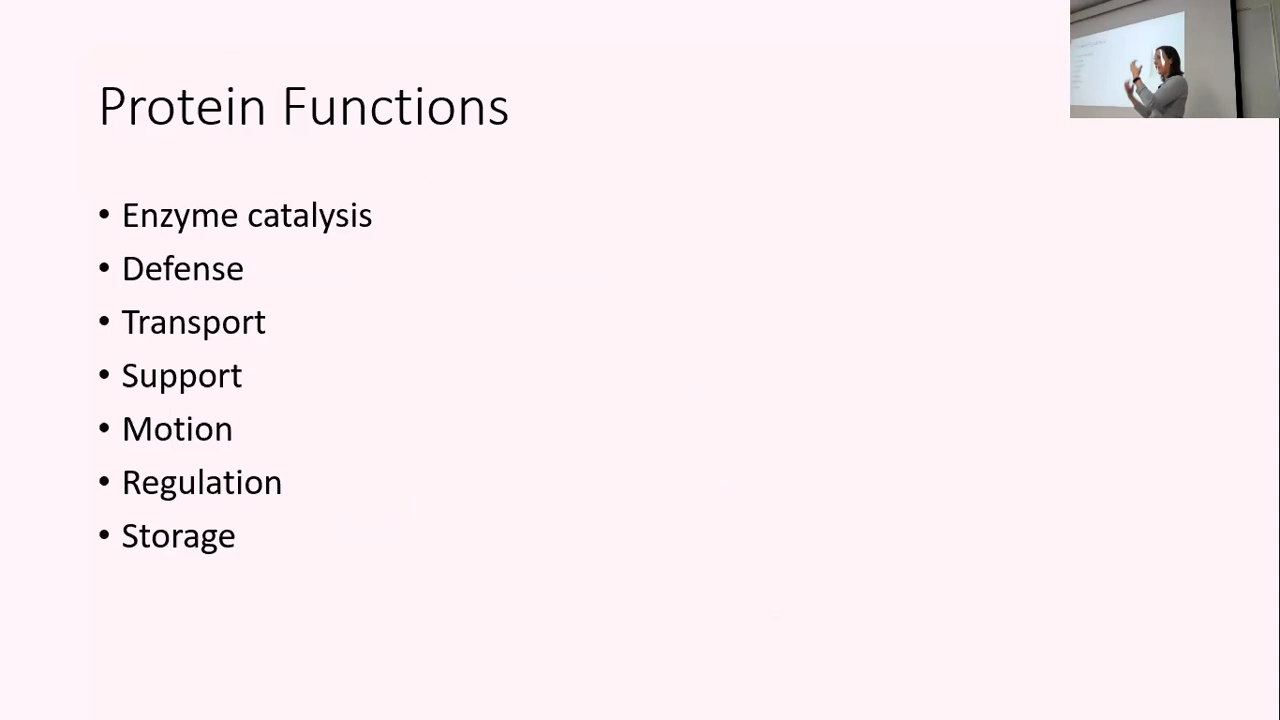 Protein Functions
• Enzyme catalysis
• Defense
• Transport
• Support
• Motion
• Regulation
• Storage